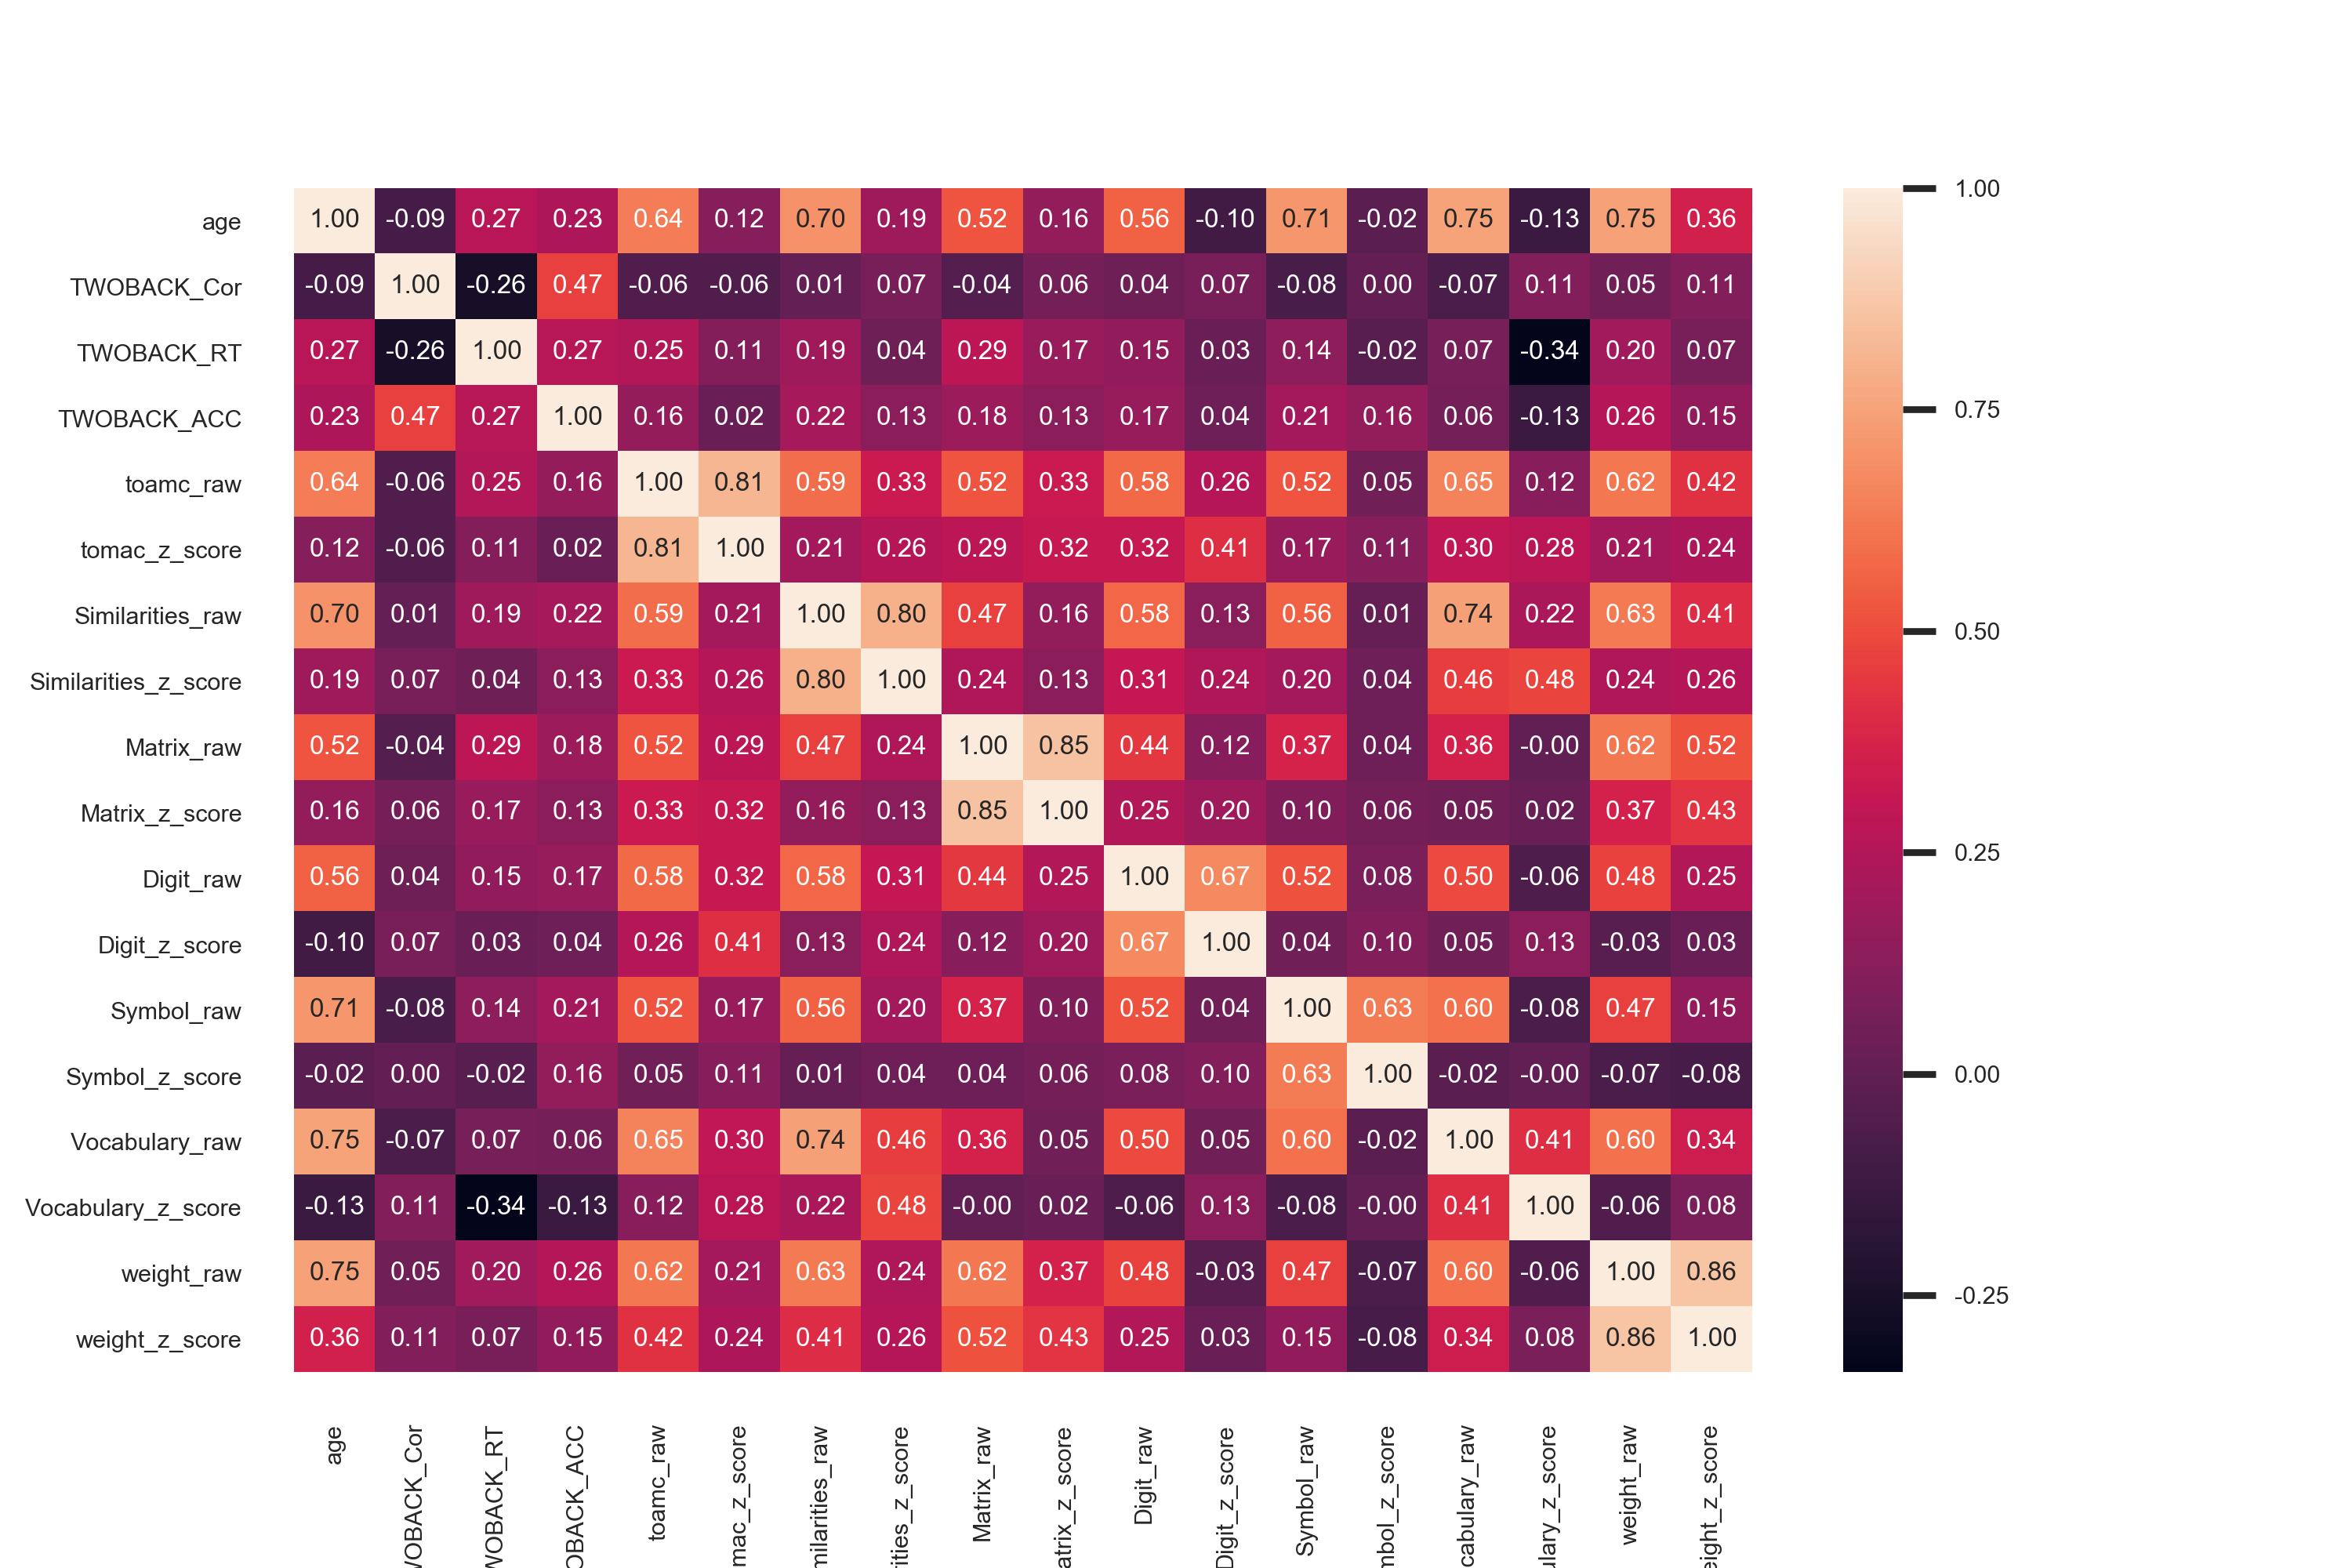 age 1.00 -0.09 0.27 0.23 0.64 0.12 0.70 0.19 0.52 0.16 0.56 -0.10 0.71 -0.02 0.75 -0.13 0.75 0.36
TWOBACK_Cor -0.09 1.00 -0.26 0.47 -0.06 -0.06 0.01 0.07 -0.04 0.06 0.04 0.07 -0.08 0.00 -0.07 0.11 0.05 0.11
TWOBACK_RT 0.27 -0.26 1.00 0.27 0.25 0.11 0.19 0.04 0.29 0.17 0.15 0.03 0.14 -0.02 0.07 -0.34 0.20 0.07
TWOBACK_ACC 0.23 0.47 0.27 1.00 0.16 0.02 0.22 0.13 0.18 0.13 0.17 0.04 0.21 0.16 0.06 -0.13 0.26 0.15
toamc_raw 0.64 -0.06 0.25 0.16 1.00 0.81 0.59 0.33 0.52 0.33 0.58 0.26 0.52 0.05 0.65 0.12 0.62 0.42
tomac_z_score 0.12 -0.06 0.11 0.02 0.81 1.00 0.21 0.26 0.29 0.32 0.32 0.41 0.17 0.11 0.30 0.28 0.21 0.24
Similarities_raw 0.70 0.01 0.19 0.22 0.59 0.21 1.00 0.80 0.47 0.16 0.58 0.13 0.56 0.01 0.74 0.22 0.63 0.41
Similarities_z_score 0.19 0.07 0.04 0.13 0.33 0.26 0.80 1.00 0.24 0.13 0.31 0.24 0.20 0.04 0.46 0.48 0.24 0.26
Matrix_raw 0.52 -0.04 0.29 0.18 0.52 0.29 0.47 0.24 1.00 0.85 0.44 0.12 0.37 0.04 0.36 -0.00 0.62 0.52
Matrix_z_score 0.16 0.06 0.17 0.13 0.33 0.32 0.16 0.13 0.85 1.00 0.25 0.20 0.10 0.06 0.05 0.02 0.37 0.43
Digit_raw 0.56 0.04 0.15 0.17 0.58 0.32 0.58 0.31 0.44 0.25 1.00 0.67 0.52 0.08 0.50 -0.06 0.48 0.25
Digit_z_score -0.10 0.07 0.03 0.04 0.26 0.41 0.13 0.24 0.12 0.20 0.67 1.00 0.04 0.10 0.05 0.13 -0.03 0.03
Symbol_raw 0.71 -0.08 0.14 0.21 0.52 0.17 0.56 0.20 0.37 0.10 0.52 0.04 1.00 0.63 0.60 -0.08 0.47 0.15
Symbol_z_score -0.02 0.00 -0.02 0.16 0.05 0.11 0.01 0.04 0.04 0.06 0.08 0.10 0.63 1.00 -0.02 -0.00 -0.07 -0.08
Vocabulary_raw 0.75 -0.07 0.07 0.06 0.65 0.30 0.74 0.46 0.36 0.05 0.50 0.05 0.60 -0.02 1.00 0.41 0.60 0.34
Vocabulary_z_score -0.13 0.11 -0.34 -0.13 0.12 0.28 0.22 0.48 -0.00 0.02 -0.06 0.13 -0.08 -0.00 0.41 1.00 -0.06 0.08
weight_raw 0.75 0.05 0.20 0.26 0.62 0.21 0.63 0.24 0.62 0.37 0.48 -0.03 0.47 -0.07 0.60 -0.06 1.00 0.86
weight_z_score 0.36 0.11 0.07 0.15 0.42 0.24 0.41 0.26 0.52 0.43 0.25 0.03 0.15 -0.08 0.34 0.08 0.86 1.00
age
WOBACK_Cor
WOBACK_RT
OBACK_ACC
toamc_raw
mac_z_score
milarities_raw
rities_z_score
Matrix_raw
atrix_z_score
Digit_raw
Digit_z_score
Symbol_raw
mbol_z_score
cabulary_raw
ulary_z_score
weight_raw
eight_z_score
1.00
0.75
0.50
0.25
0.00
-0.25